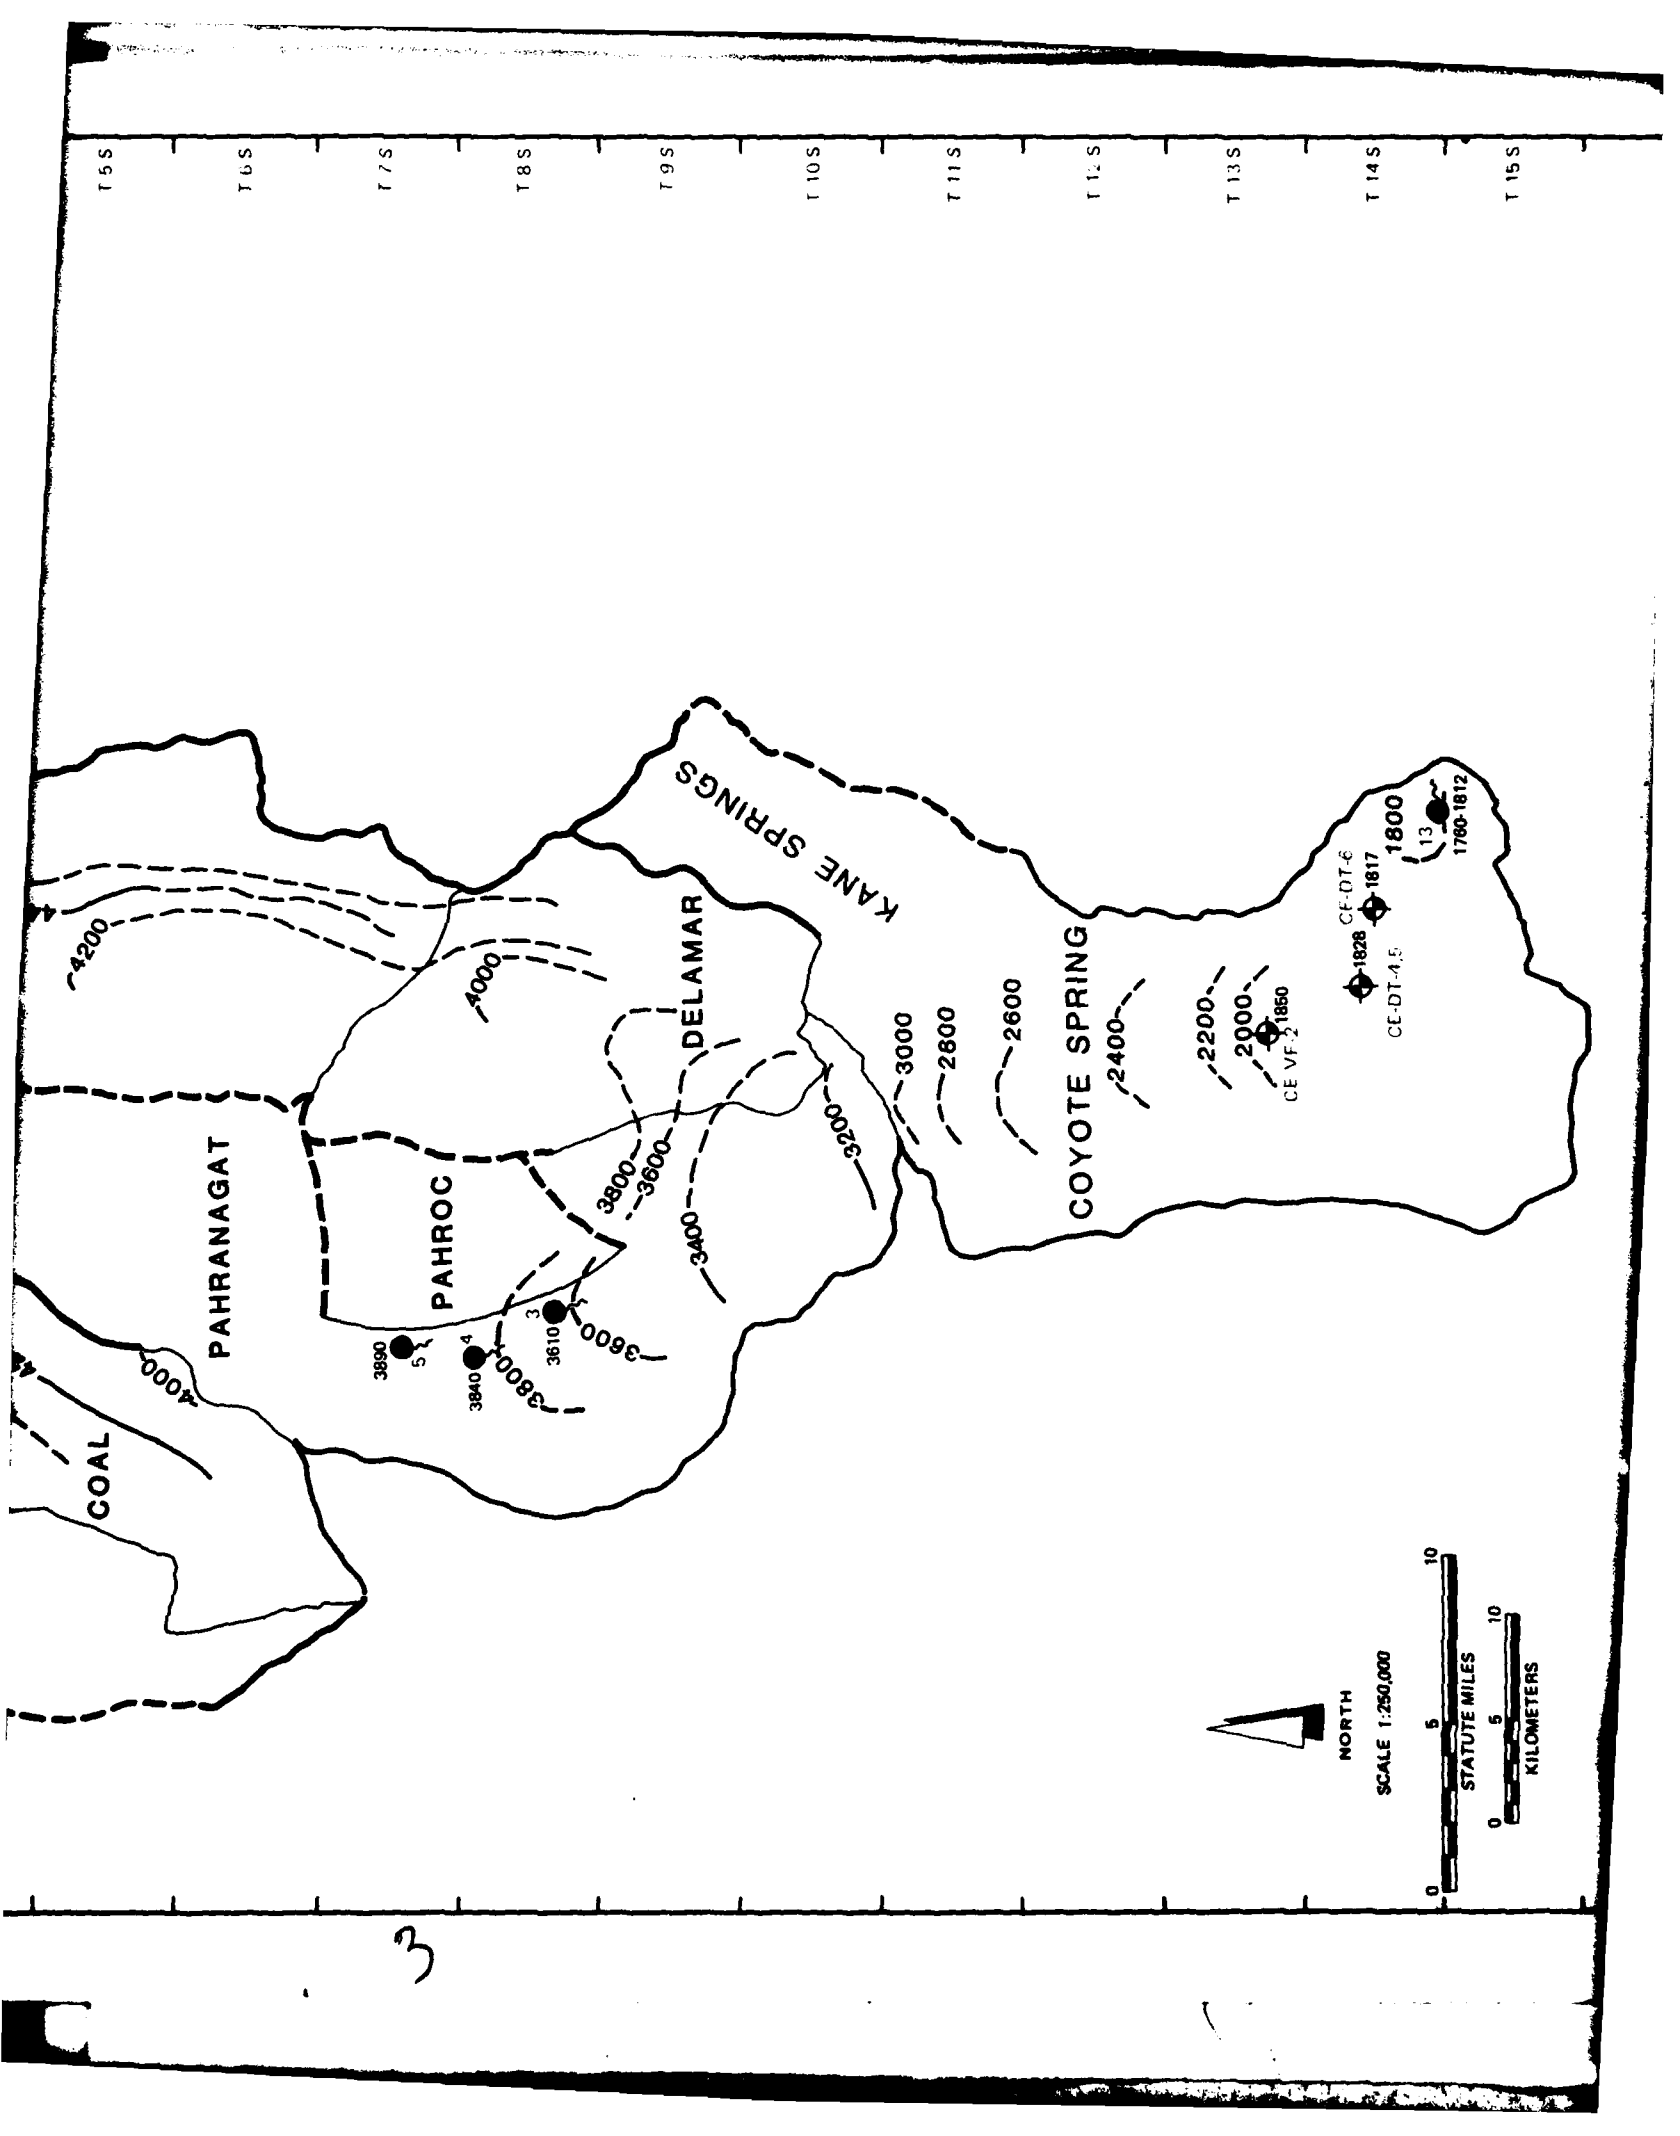 T 5 S
T 6 S
T 7 S
T 8 S
T 9 S
T 10 S
T 11 S
T 12 S
T 13 S
T 14 S
T 15 S
4200
4000
PAHRANAGAT
PAHROC
COAL
4000
DELAMAR
KANE SPRINGS
COYOTE SPRING
3800
3600
3400
3200
3890
5
3840
4
3800
3610
3
3600
3000
2800
2600
2400
2200
2000
1850
CE VF-2
1828
CE-DT-4,5
CE-DT-6
1817
1800
13
1760-1812
NORTH
SCALE 1:250,000
0 5 10
STATUTE MILES
0 5 10
KILOMETERS
3